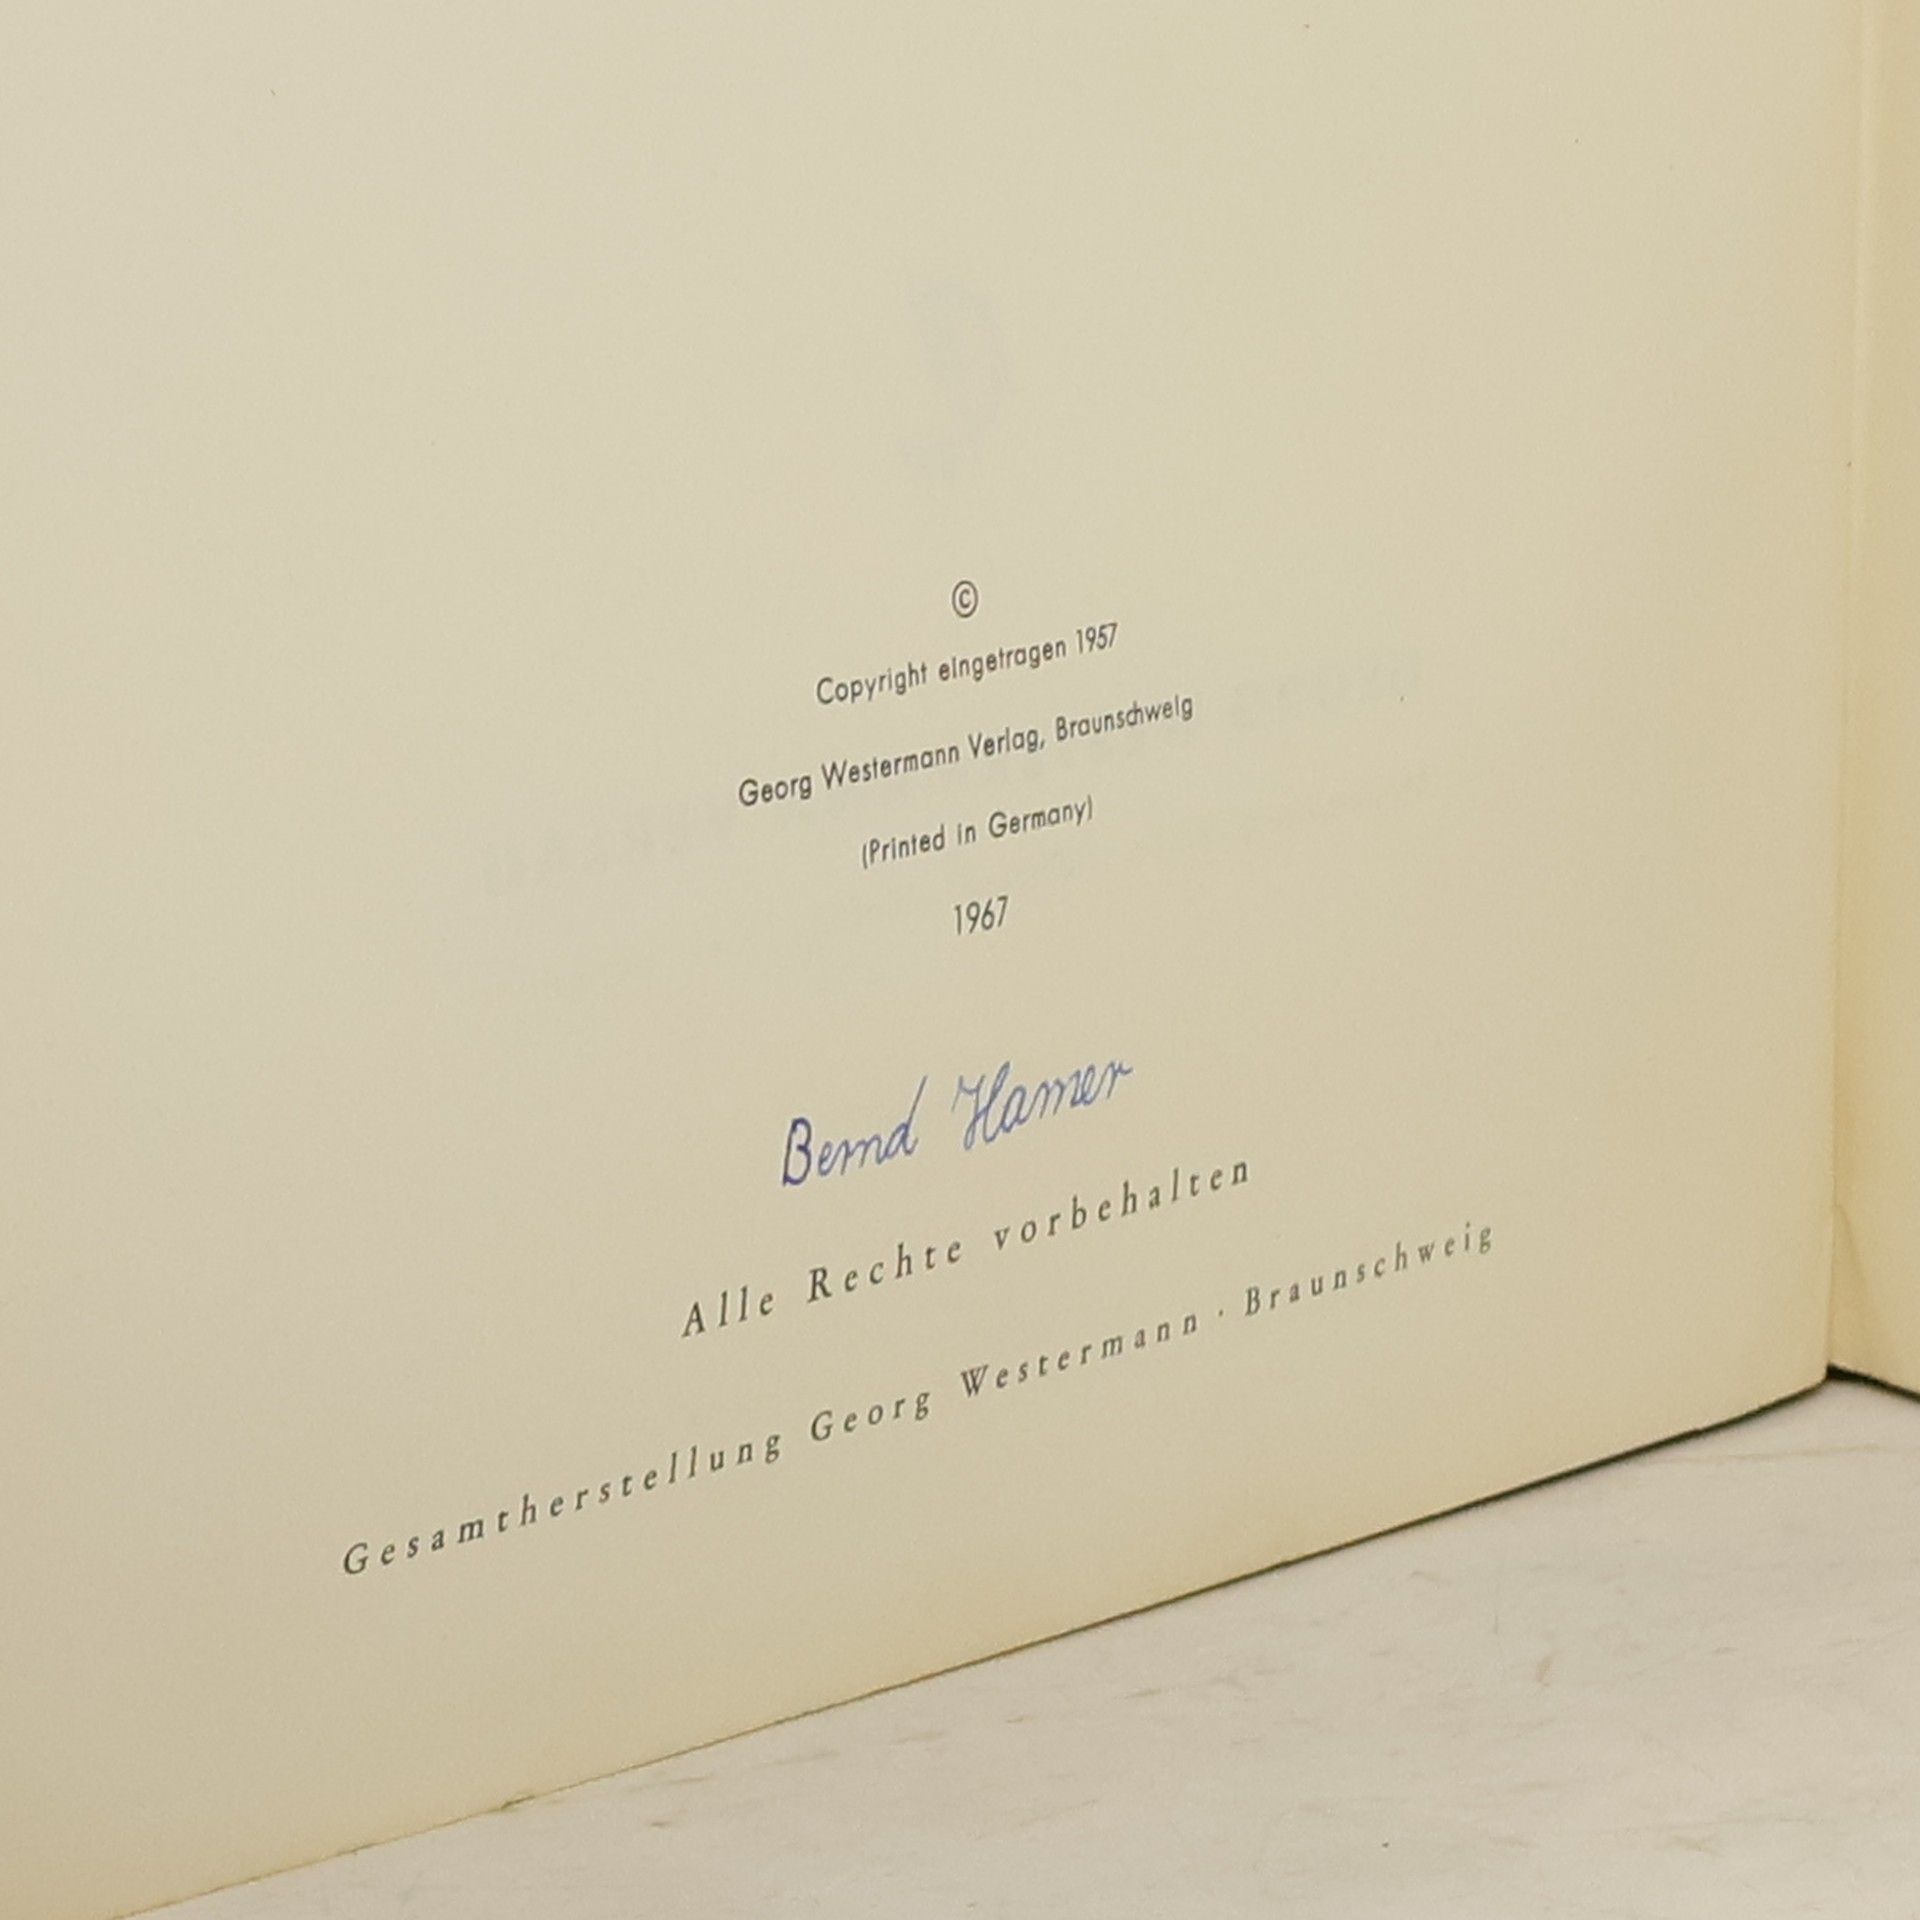 ©
Copyright eingetragen 1957
Georg Westermann Verlag, Braunschweig
(Printed in Germany)
1967
Bernd Hamer
Alle Rechte vorbehalten
Gesamtherstellung Georg Westermann · Braunschweig